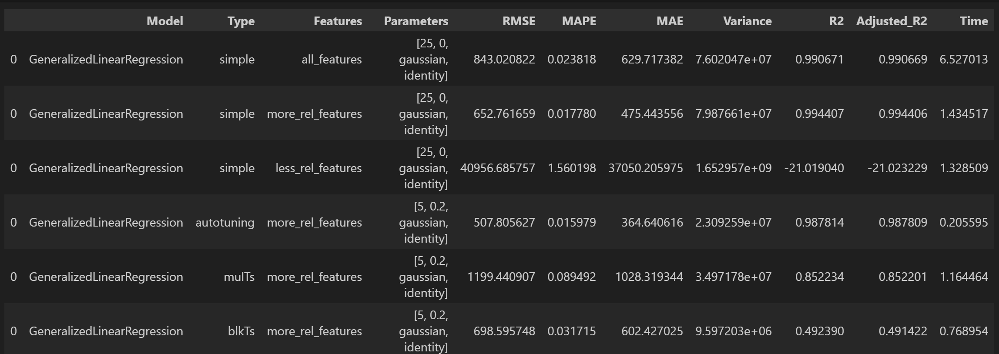 Model Type Features Parameters RMSE MAPE MAE Variance R2 Adjusted_R2 Time
[25, 0,
0 GeneralizedLinearRegression simple all_features gaussian, 843.020822 0.023818 629.717382 7.602047e+07 0.990671 0.990669 6.527013
identity]
[25, 0,
0 GeneralizedLinearRegression simple more_rel_features gaussian, 652.761659 0.017780 475.443556 7.987661e+07 0.994407 0.994406 1.434517
identity]
[25, 0,
0 GeneralizedLinearRegression simple less_rel_features gaussian, 40956.685757 1.560198 37050.205975 1.652957e+09 -21.019040 -21.023229 1.328509
identity]
[5, 0.2,
0 GeneralizedLinearRegression autotuning more_rel_features gaussian, 507.805627 0.015979 364.640616 2.309259e+07 0.987814 0.987809 0.205595
identity]
[5, 0.2,
0 GeneralizedLinearRegression mulTs more_rel_features gaussian, 1199.440907 0.089492 1028.319344 3.497178e+07 0.852234 0.852201 1.164464
identity]
[5, 0.2,
0 GeneralizedLinearRegression blkTs more_rel_features gaussian, 698.595748 0.031715 602.427025 9.597203e+06 0.492390 0.491422 0.768954
identity]